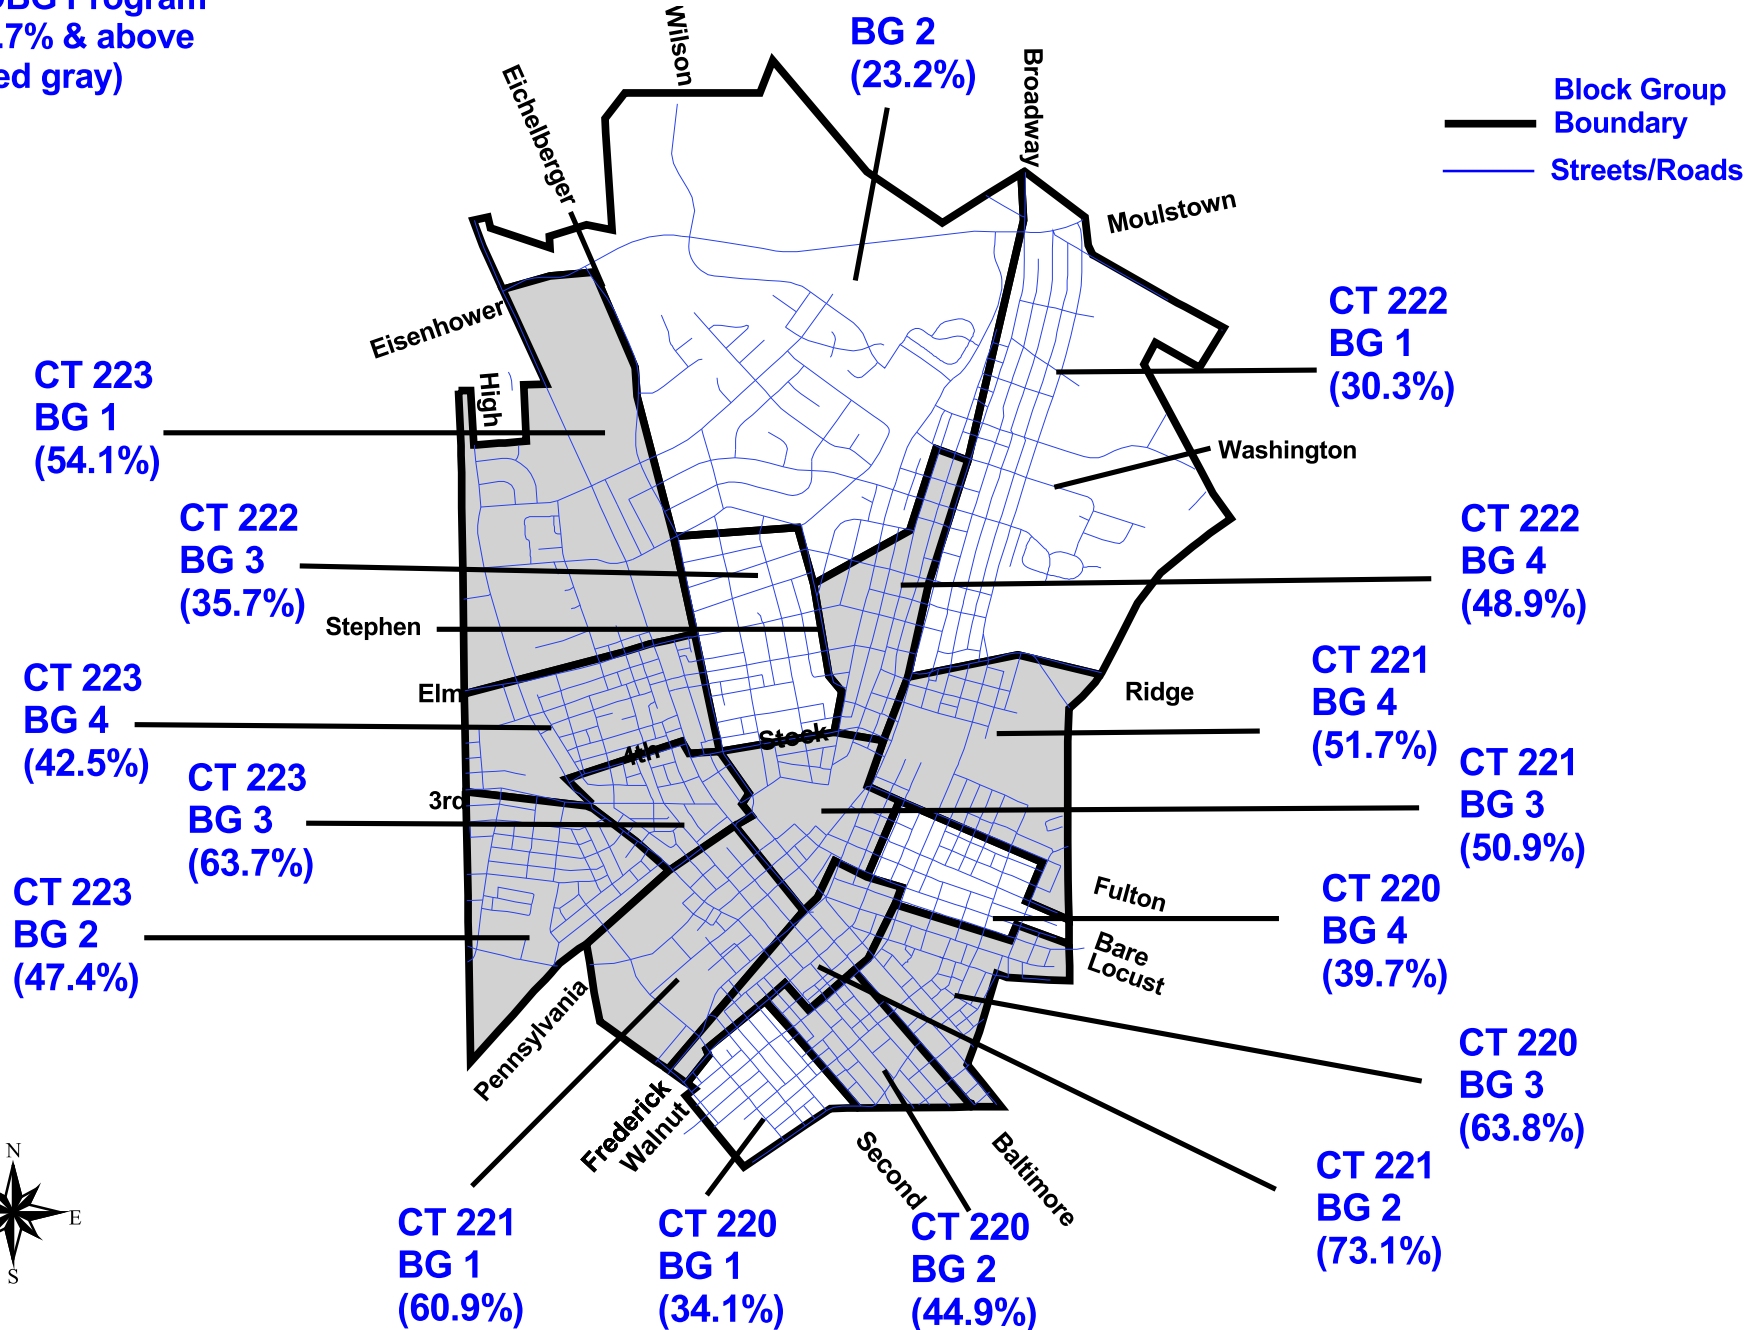 Program
.7% & above
gray)
Wilson
Eichelberger
BG 2
(23.2%)
Broadway
Block Group
Boundary
Streets/Roads
Moulstown
Eisenhower
High
CT 222
BG 1
(30.3%)
CT 223
BG 1
(54.1%)
Washington
CT 222
BG 3
(35.7%)
CT 222
BG 4
(48.9%)
Stephen
CT 223
BG 4
(42.5%)
Elm
CT 221
BG 4
(51.7%)
Ridge
Stock
4th
CT 223
BG 3
(63.7%)
3rd
CT 221
BG 3
(50.9%)
CT 223
BG 2
(47.4%)
Fulton
CT 220
BG 4
(39.7%)
Bare
Locust
Pennsylvania
CT 220
BG 3
(63.8%)
Frederick
Walnut
Second
Baltimore
CT 221
BG 2
(73.1%)
N
E
S
CT 221
BG 1
(60.9%)
CT 220
BG 1
(34.1%)
CT 220
BG 2
(44.9%)